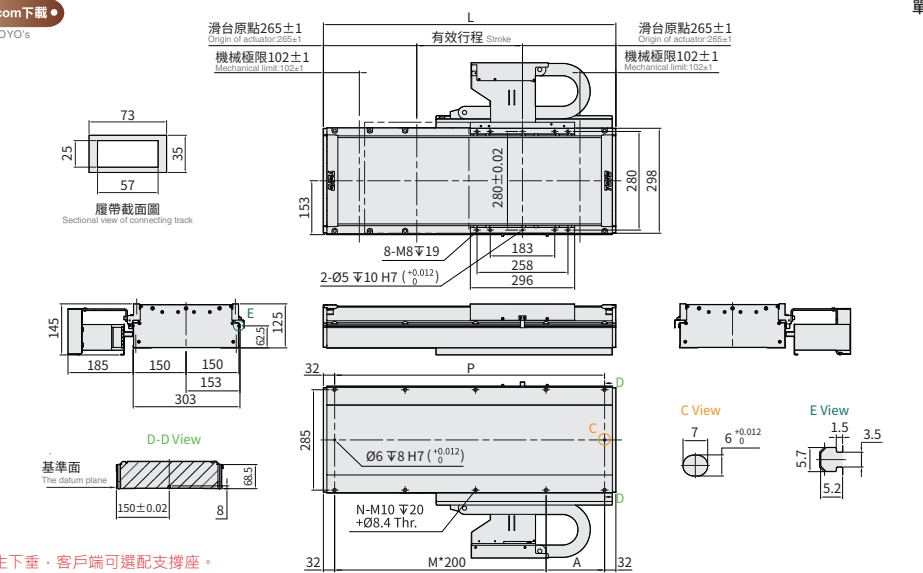 com下載
OYO's
單
L
滑台原點265±1
Origin of actuator:265±1
有效行程 Stroke
滑台原點265±1
Origin of actuator:265±1
機械極限102±1
Mechanical limit:102±1
機械極限102±1
Mechanical limit:102±1
73
25
35
57
履帶截面圖
Sectional view of connecting track
153
280±0.02
280
298
TOYO
8-M8↧19
183
2-Ø5 ↧10 H7 ( +0.012 0 )
258
296
E
145
62.5
125
185
150
150
153
303
32
P
D
C
285
Ø6 ↧8 H7 ( +0.012 0 )
D
N-M10 ↧20
+Ø8.4 Thr.
32
M*200
A
32
D-D View
基準面
The datum plane
68.5
150±0.02
8
C View
7
6 +0.012 0
E View
1.5
3.5
5.7
5.2
生下垂，客戶端可選配支撐座。